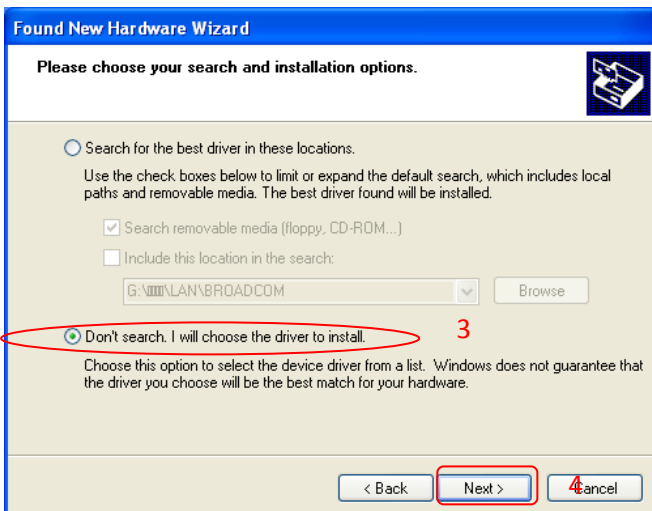 Found New Hardware Wizard
Please choose your search and installation options.
Search for the best driver in these locations.
Use the check boxes below to limit or expand the default search, which includes local
paths and removable media. The best driver found will be installed.
Search removable media (floppy, CD-ROM...)
Include this location in the search:
\LAN\BROADCOM
Browse
Don't search. I will choose the driver to install.
3
Choose this option to select the device driver from a list. Windows does not guarantee that
the driver you choose will be the best match for your hardware.
< Back
Next >
4
Cancel